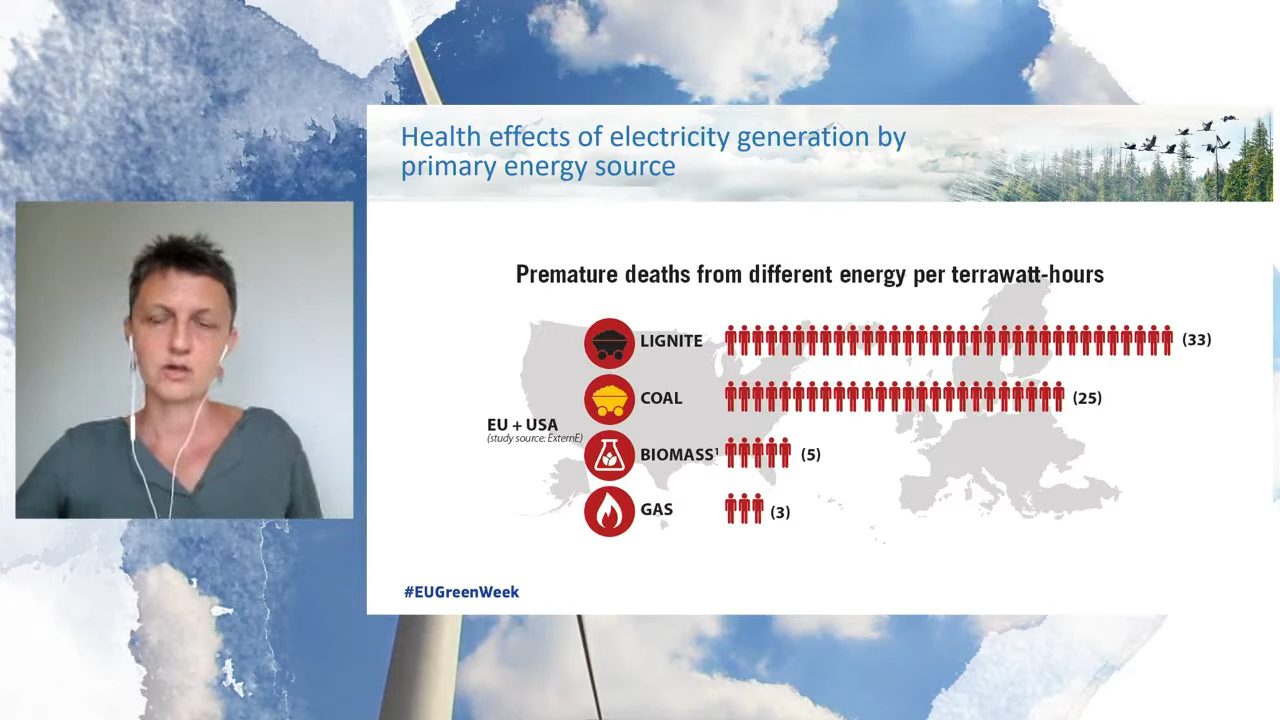 Health effects of electricity generation by
primary energy source
Premature deaths from different energy per terrawatt-hours
LIGNITE (33)
COAL (25)
EU + USA
(study source: ExternE)
BIOMASS¹ (5)
GAS (3)
#EUGreenWeek